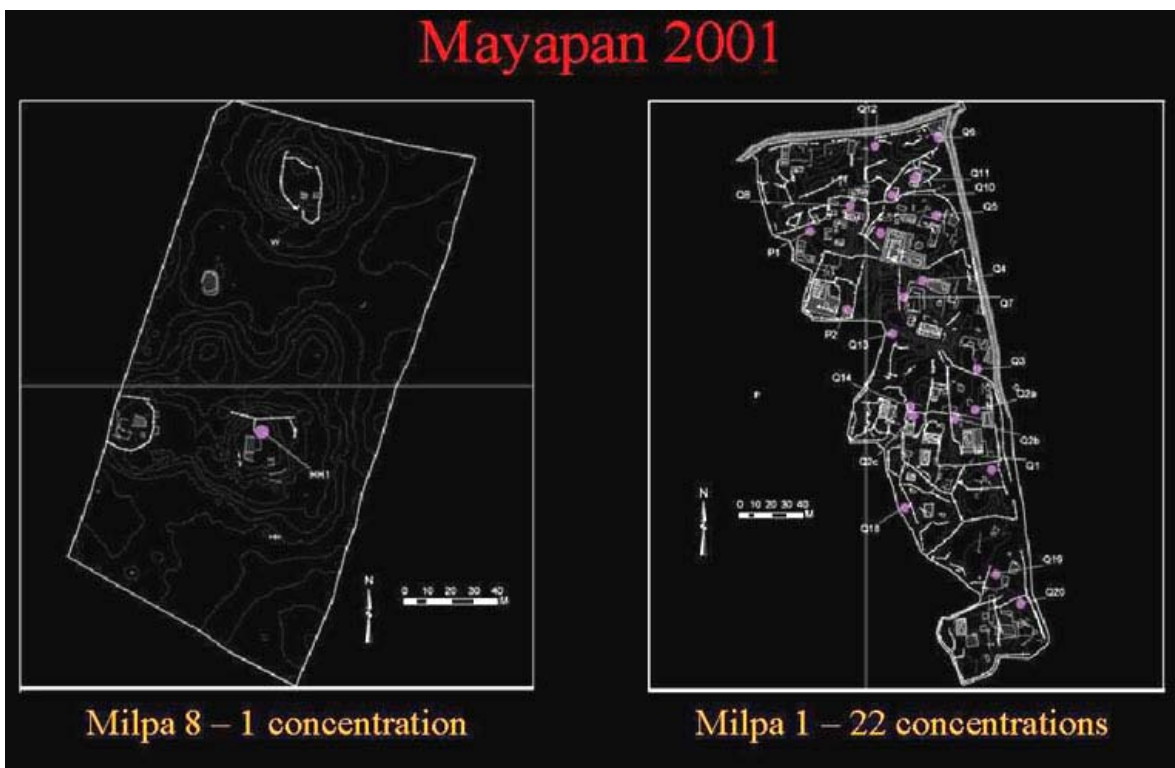 Mayapan 2001
HH1
N
0 10 20 30 40
M
Milpa 8 – 1 concentration
Q12
Q6
Q11
Q10
Q8
Q5
P1
Q4
Q7
P2
Q13
Q3
Q14
Q2a
Q2b
Q2c
Q1
Q18
N
0 10 20 30 40
M
Q19
Q20
P
Milpa 1 – 22 concentrations